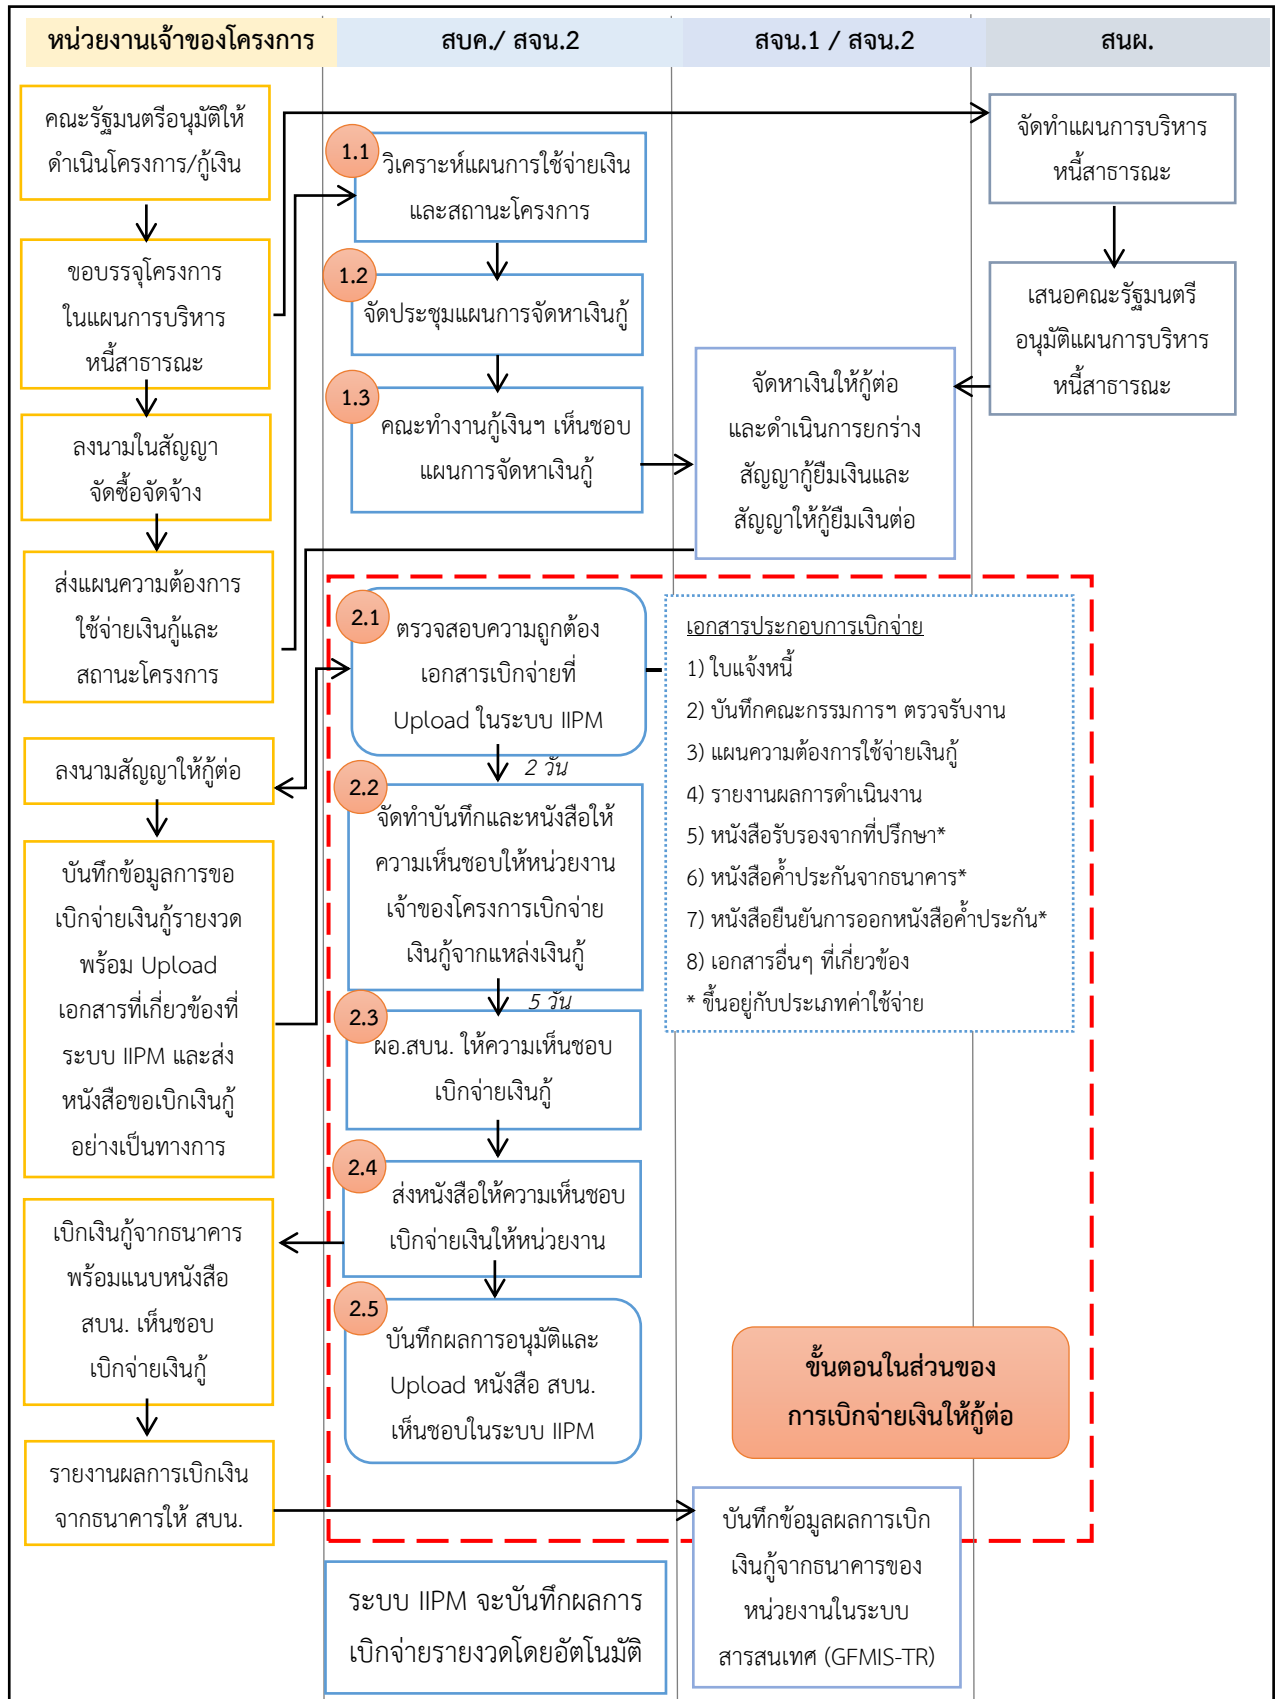 หน่วยงานเจ้าของโครงการ
สบค./ สจน.2
สจน.1 / สจน.2
สนผ.
คณะรัฐมนตรีอนุมัติให้
ดำเนินโครงการ/กู้เงิน
ขอบรรจุโครงการ
ในแผนการบริหาร
หนี้สาธารณะ
ลงนามในสัญญา
จัดซื้อจัดจ้าง
ส่งแผนความต้องการ
ใช้จ่ายเงินกู้และ
สถานะโครงการ
ลงนามสัญญาให้กู้ต่อ
บันทึกข้อมูลการขอ
เบิกจ่ายเงินกู้รายงวด
พร้อม Upload
เอกสารที่เกี่ยวข้องที่
ระบบ IIPM และส่ง
หนังสือขอเบิกเงินกู้
อย่างเป็นทางการ
เบิกเงินกู้จากธนาคาร
พร้อมแนบหนังสือ
สบน. เห็นชอบ
เบิกจ่ายเงินกู้
รายงานผลการเบิกเงิน
จากธนาคารให้ สบน.
1.1
วิเคราะห์แผนการใช้จ่ายเงิน
และสถานะโครงการ
1.2
จัดประชุมแผนการจัดหาเงินกู้
1.3
คณะทำงานกู้เงินฯ เห็นชอบ
แผนการจัดหาเงินกู้
2.1
ตรวจสอบความถูกต้อง
เอกสารเบิกจ่ายที่
Upload ในระบบ IIPM
2 วัน
2.2
จัดทำบันทึกและหนังสือให้
ความเห็นชอบให้หน่วยงาน
เจ้าของโครงการเบิกจ่าย
เงินกู้จากแหล่งเงินกู้
5 วัน
2.3
ผอ.สบน. ให้ความเห็นชอบ
เบิกจ่ายเงินกู้
2.4
ส่งหนังสือให้ความเห็นชอบ
เบิกจ่ายเงินให้หน่วยงาน
2.5
บันทึกผลการอนุมัติและ
Upload หนังสือ สบน.
เห็นชอบในระบบ IIPM
ระบบ IIPM จะบันทึกผลการ
เบิกจ่ายรายงวดโดยอัตโนมัติ
จัดหาเงินให้กู้ต่อ
และดำเนินการยกร่าง
สัญญากู้ยืมเงินและ
สัญญาให้กู้ยืมเงินต่อ
เอกสารประกอบการเบิกจ่าย
1) ใบแจ้งหนี้
2) บันทึกคณะกรรมการฯ ตรวจรับงาน
3) แผนความต้องการใช้จ่ายเงินกู้
4) รายงานผลการดำเนินงาน
5) หนังสือรับรองจากที่ปรึกษา*
6) หนังสือค้ำประกันจากธนาคาร*
7) หนังสือยืนยันการออกหนังสือค้ำประกัน*
8) เอกสารอื่นๆ ที่เกี่ยวข้อง
* ขึ้นอยู่กับประเภทค่าใช้จ่าย
ขั้นตอนในส่วนของ
การเบิกจ่ายเงินให้กู้ต่อ
บันทึกข้อมูลผลการเบิก
เงินกู้จากธนาคารของ
หน่วยงานในระบบ
สารสนเทศ (GFMIS-TR)
จัดทำแผนการบริหาร
หนี้สาธารณะ
เสนอคณะรัฐมนตรี
อนุมัติแผนการบริหาร
หนี้สาธารณะ